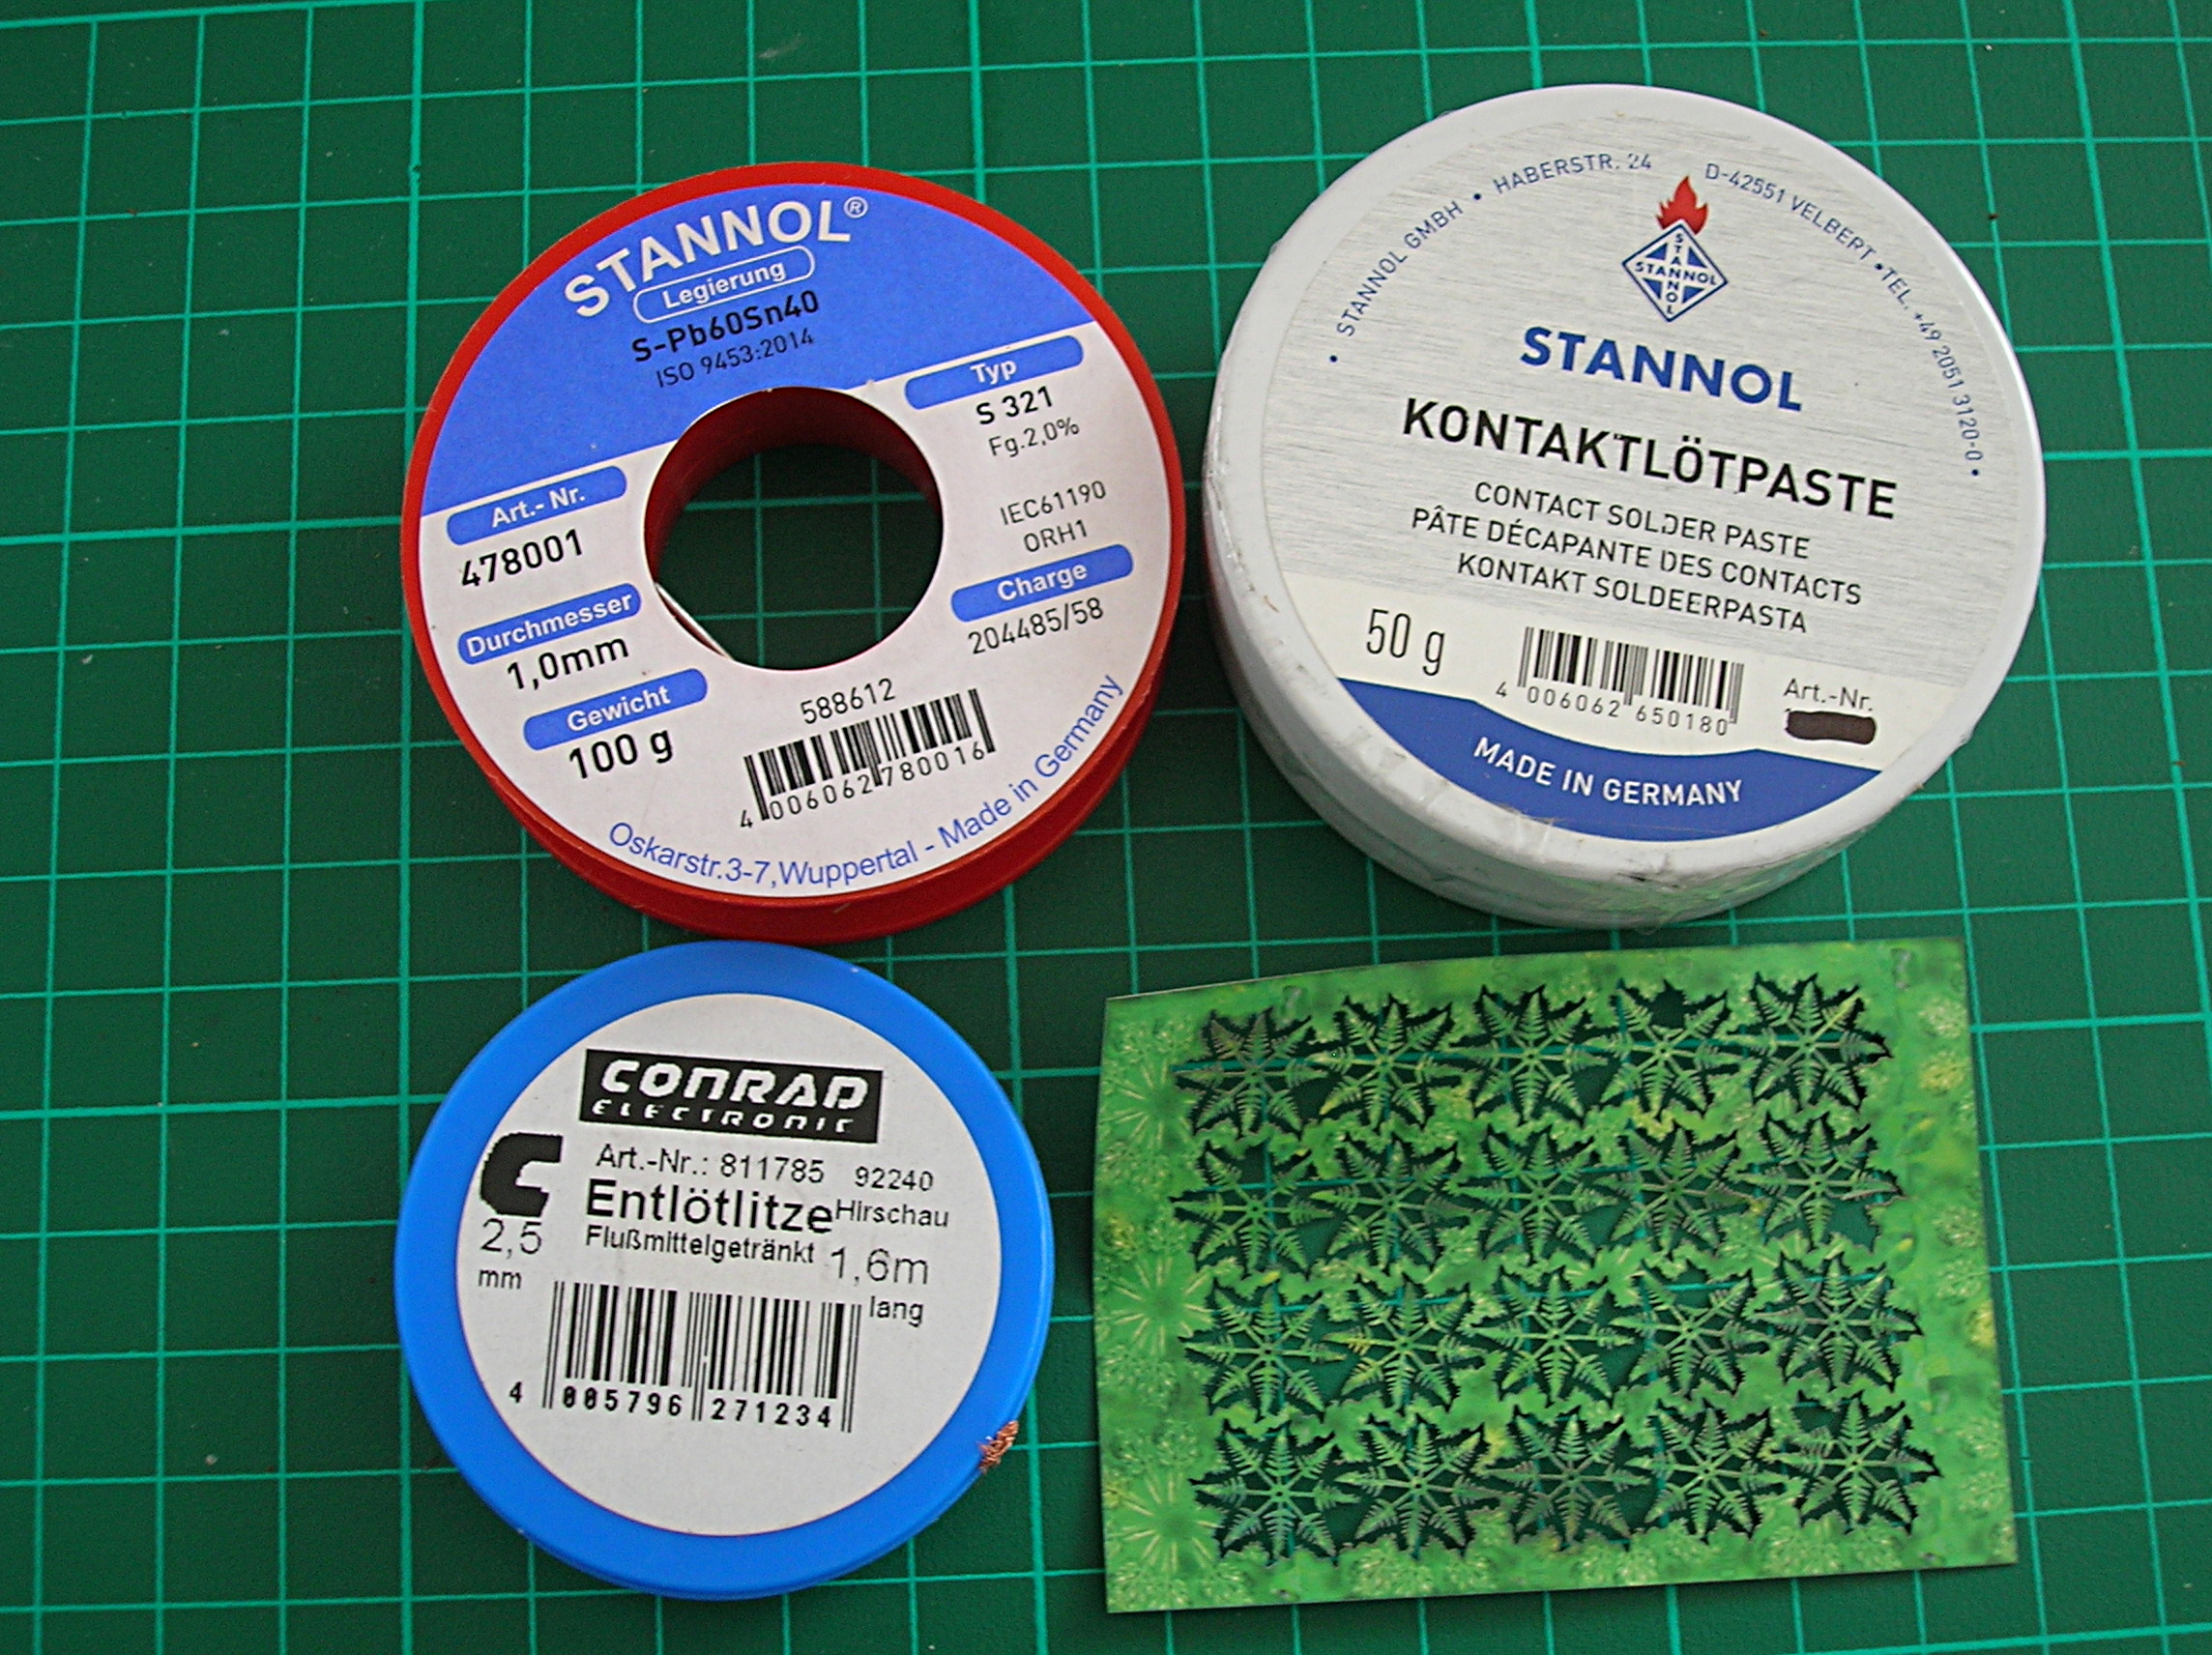 STANNOL®
Legierung
S-Pb60Sn40
ISO 9453:2014
Typ
S 321
Fg.2,0%
IEC61190
ORH1
Art.- Nr.
478001
Durchmesser
1,0mm
Gewicht
100 g
Charge
204485/58
588612
4 006062 780016
Oskarstr.3-7,Wuppertal - Made in Germany
• STANNOL GMBH • HABERSTR. 24 D-42551 VELBERT •TEL. +49 2051 3120-0•
STANNOL
STANNOL
STANNOL
KONTAKTLÖTPASTE
CONTACT SOLDER PASTE
PÂTE DÉCAPANTE DES CONTACTS
KONTAKT SOLDEERPASTA
50 g
4 006062 650180
Art.-Nr.
MADE IN GERMANY
CONRAD
ELECTRONIC
Art.-Nr.: 811785 92240
Entlötlitze Hirschau
Flußmittelgetränkt 1,6m
lang
2,5
mm
4 005796 271234